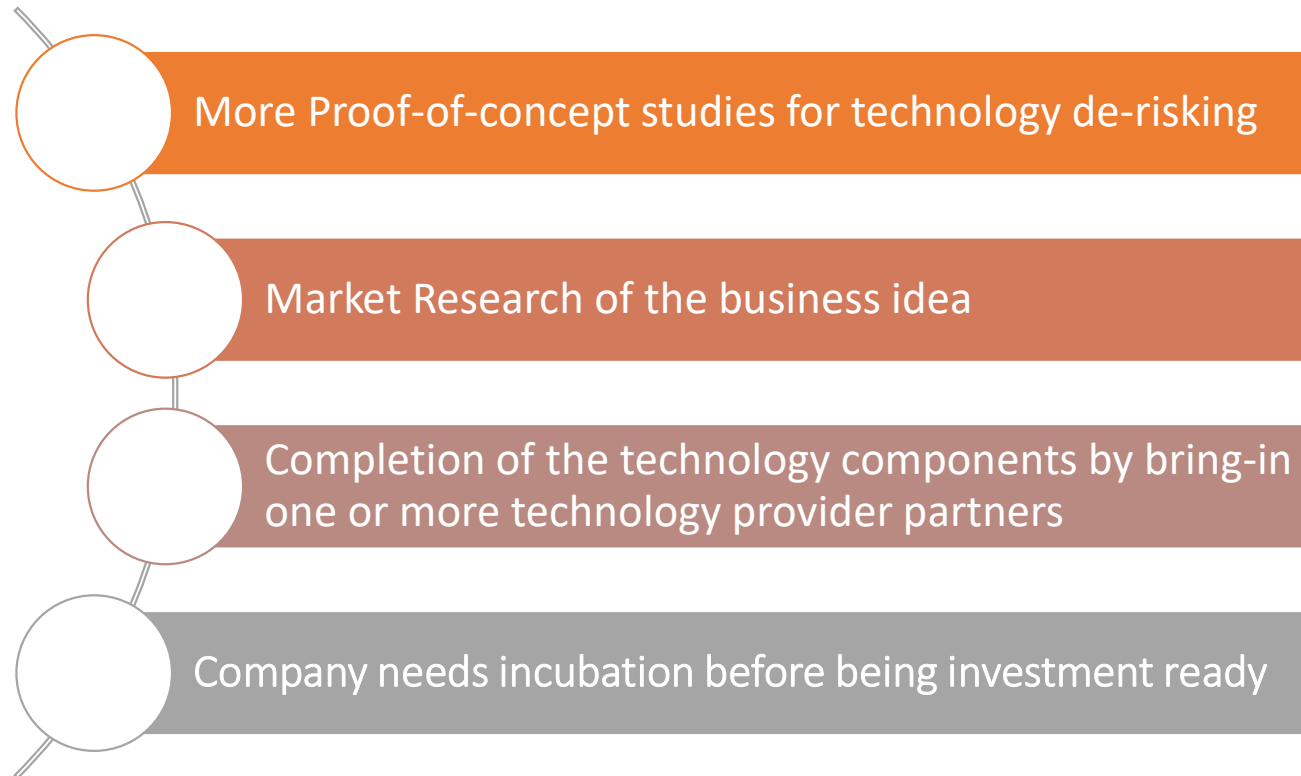 More Proof-of-concept studies for technology de-risking
Market Research of the business idea
Completion of the technology components by bring-in
one or more technology provider partners
Company needs incubation before being investment ready